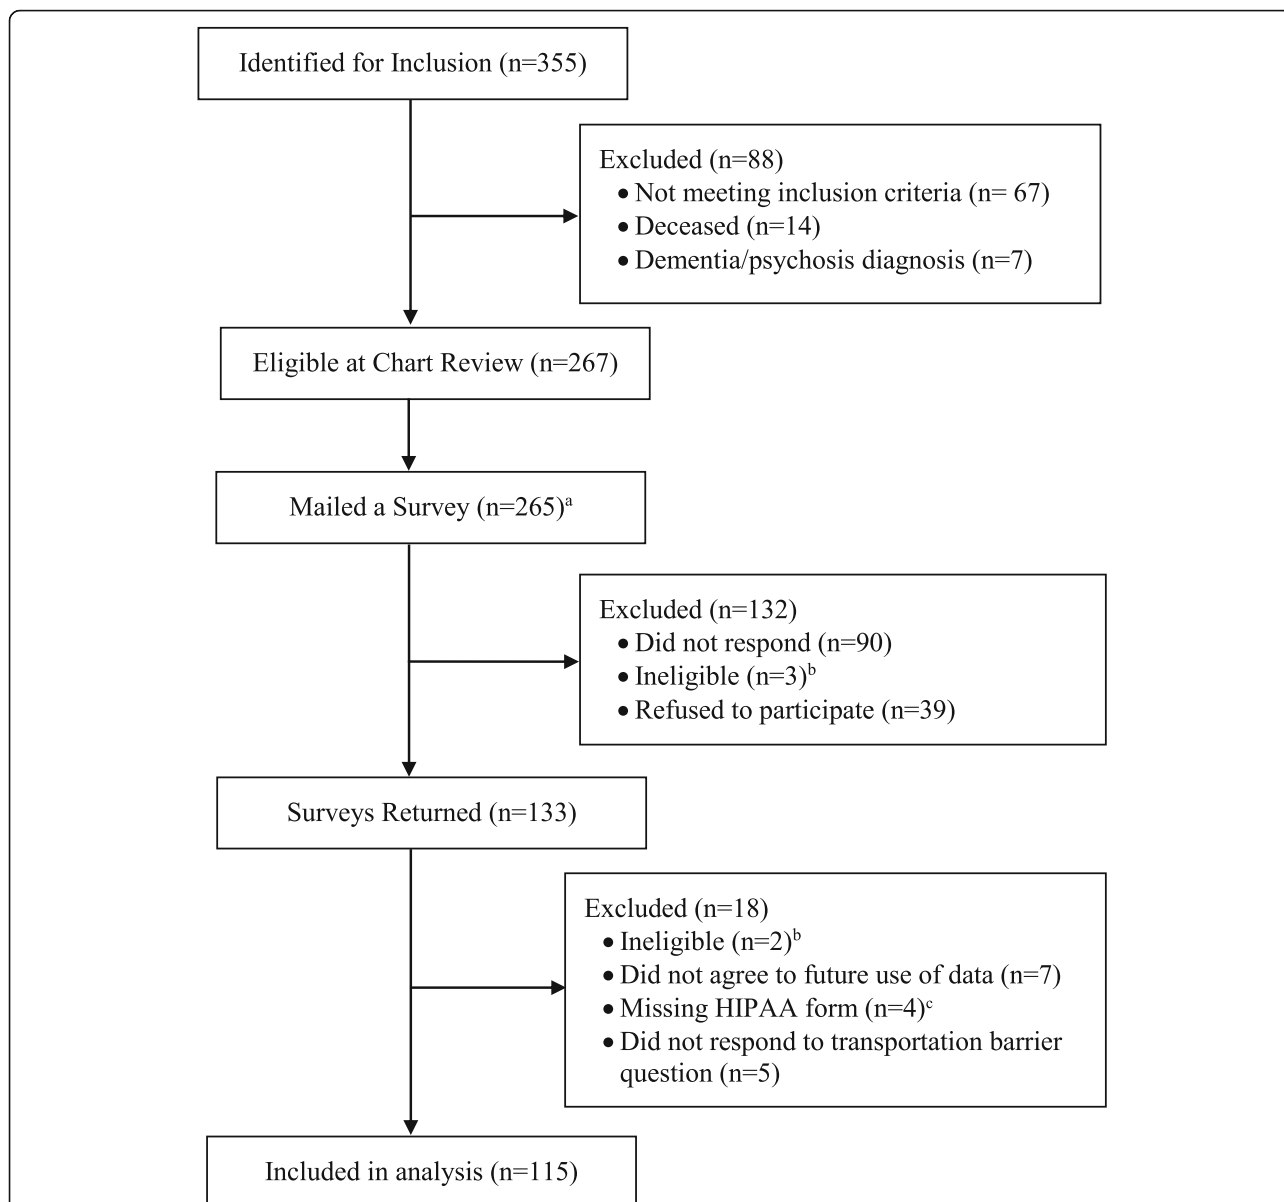 Identified for Inclusion (n=355)
Excluded (n=88)
• Not meeting inclusion criteria (n= 67)
• Deceased (n=14)
• Dementia/psychosis diagnosis (n=7)
Eligible at Chart Review (n=267)
Mailed a Survey (n=265)ᵃ
Excluded (n=132)
• Did not respond (n=90)
• Ineligible (n=3)ᵇ
• Refused to participate (n=39)
Surveys Returned (n=133)
Excluded (n=18)
• Ineligible (n=2)ᵇ
• Did not agree to future use of data (n=7)
• Missing HIPAA form (n=4)ᶜ
• Did not respond to transportation barrier
question (n=5)
Included in analysis (n=115)